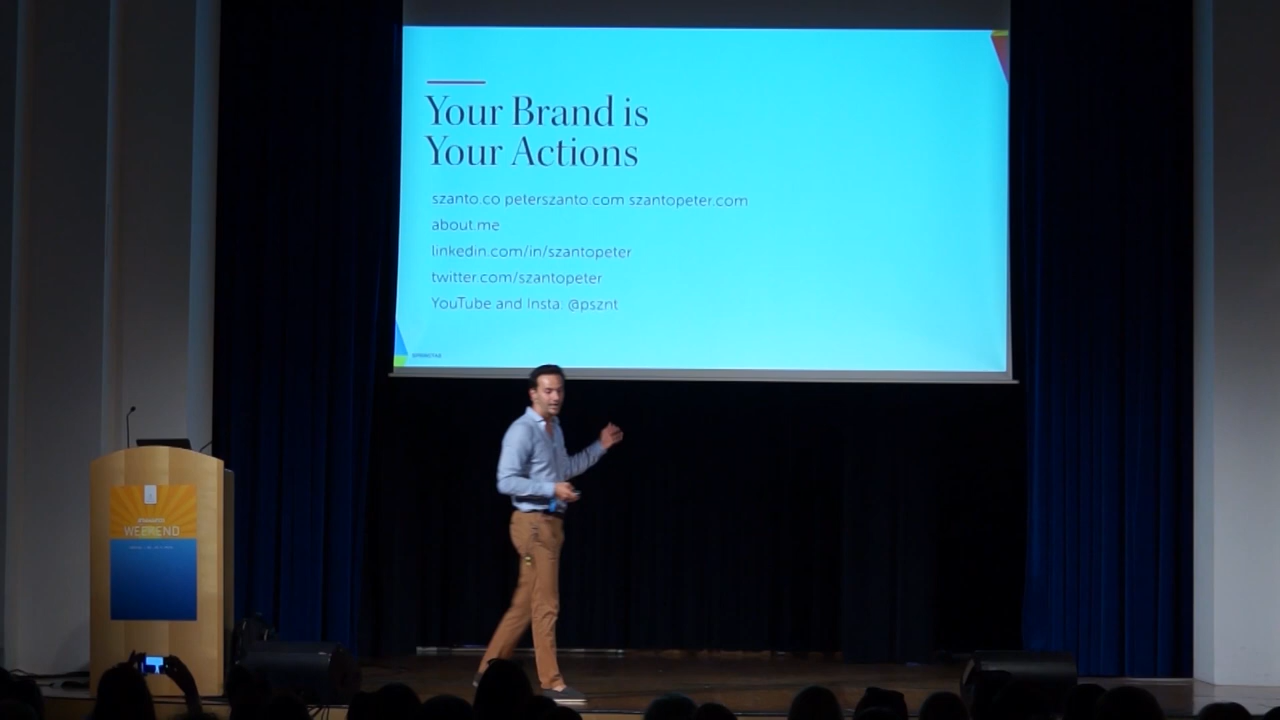 Your Brand is
Your Actions
szanto.co peterszanto.com szantopeter.com
about.me
linkedin.com/in/szantopeter
twitter.com/szantopeter
YouTube and Insta: @psznt
WEEKEND